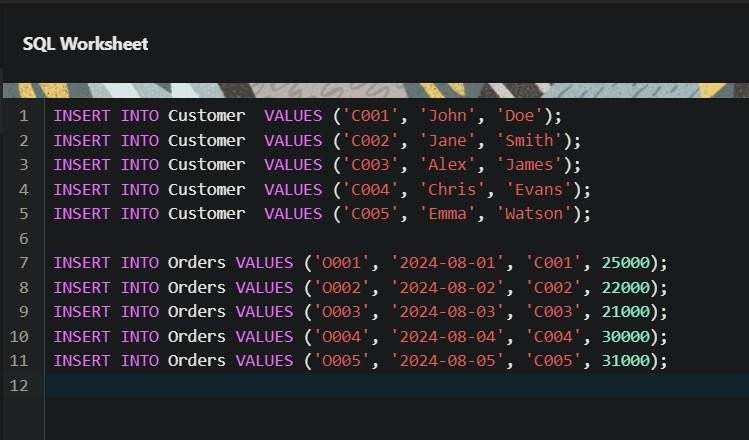 SQL Worksheet
1 INSERT INTO Customer  VALUES ('C001', 'John', 'Doe');
2 INSERT INTO Customer  VALUES ('C002', 'Jane', 'Smith');
3 INSERT INTO Customer  VALUES ('C003', 'Alex', 'James');
4 INSERT INTO Customer  VALUES ('C004', 'Chris', 'Evans');
5 INSERT INTO Customer  VALUES ('C005', 'Emma', 'Watson');
6
7 INSERT INTO Orders VALUES ('O001', '2024-08-01', 'C001', 25000);
8 INSERT INTO Orders VALUES ('O002', '2024-08-02', 'C002', 22000);
9 INSERT INTO Orders VALUES ('O003', '2024-08-03', 'C003', 21000);
10 INSERT INTO Orders VALUES ('O004', '2024-08-04', 'C004', 30000);
11 INSERT INTO Orders VALUES ('O005', '2024-08-05', 'C005', 31000);
12